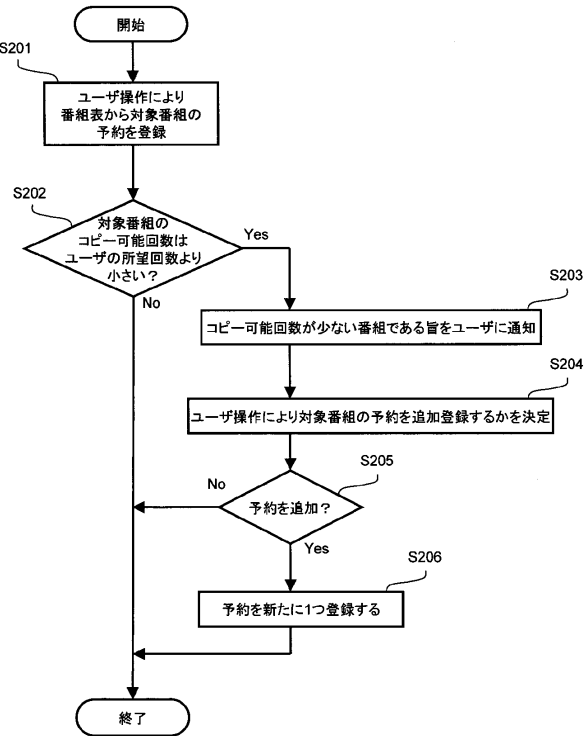 開始
S201
ユーザ操作により
番組表から対象番組の
予約を登録
S202
対象番組の
コピー可能回数は
ユーザの所望回数より
小さい?
Yes
No
S203
コピー可能回数が少ない番組である旨をユーザに通知
S204
ユーザ操作により対象番組の予約を追加登録するかを決定
S205
No
予約を追加?
Yes
S206
予約を新たに1つ登録する
終了